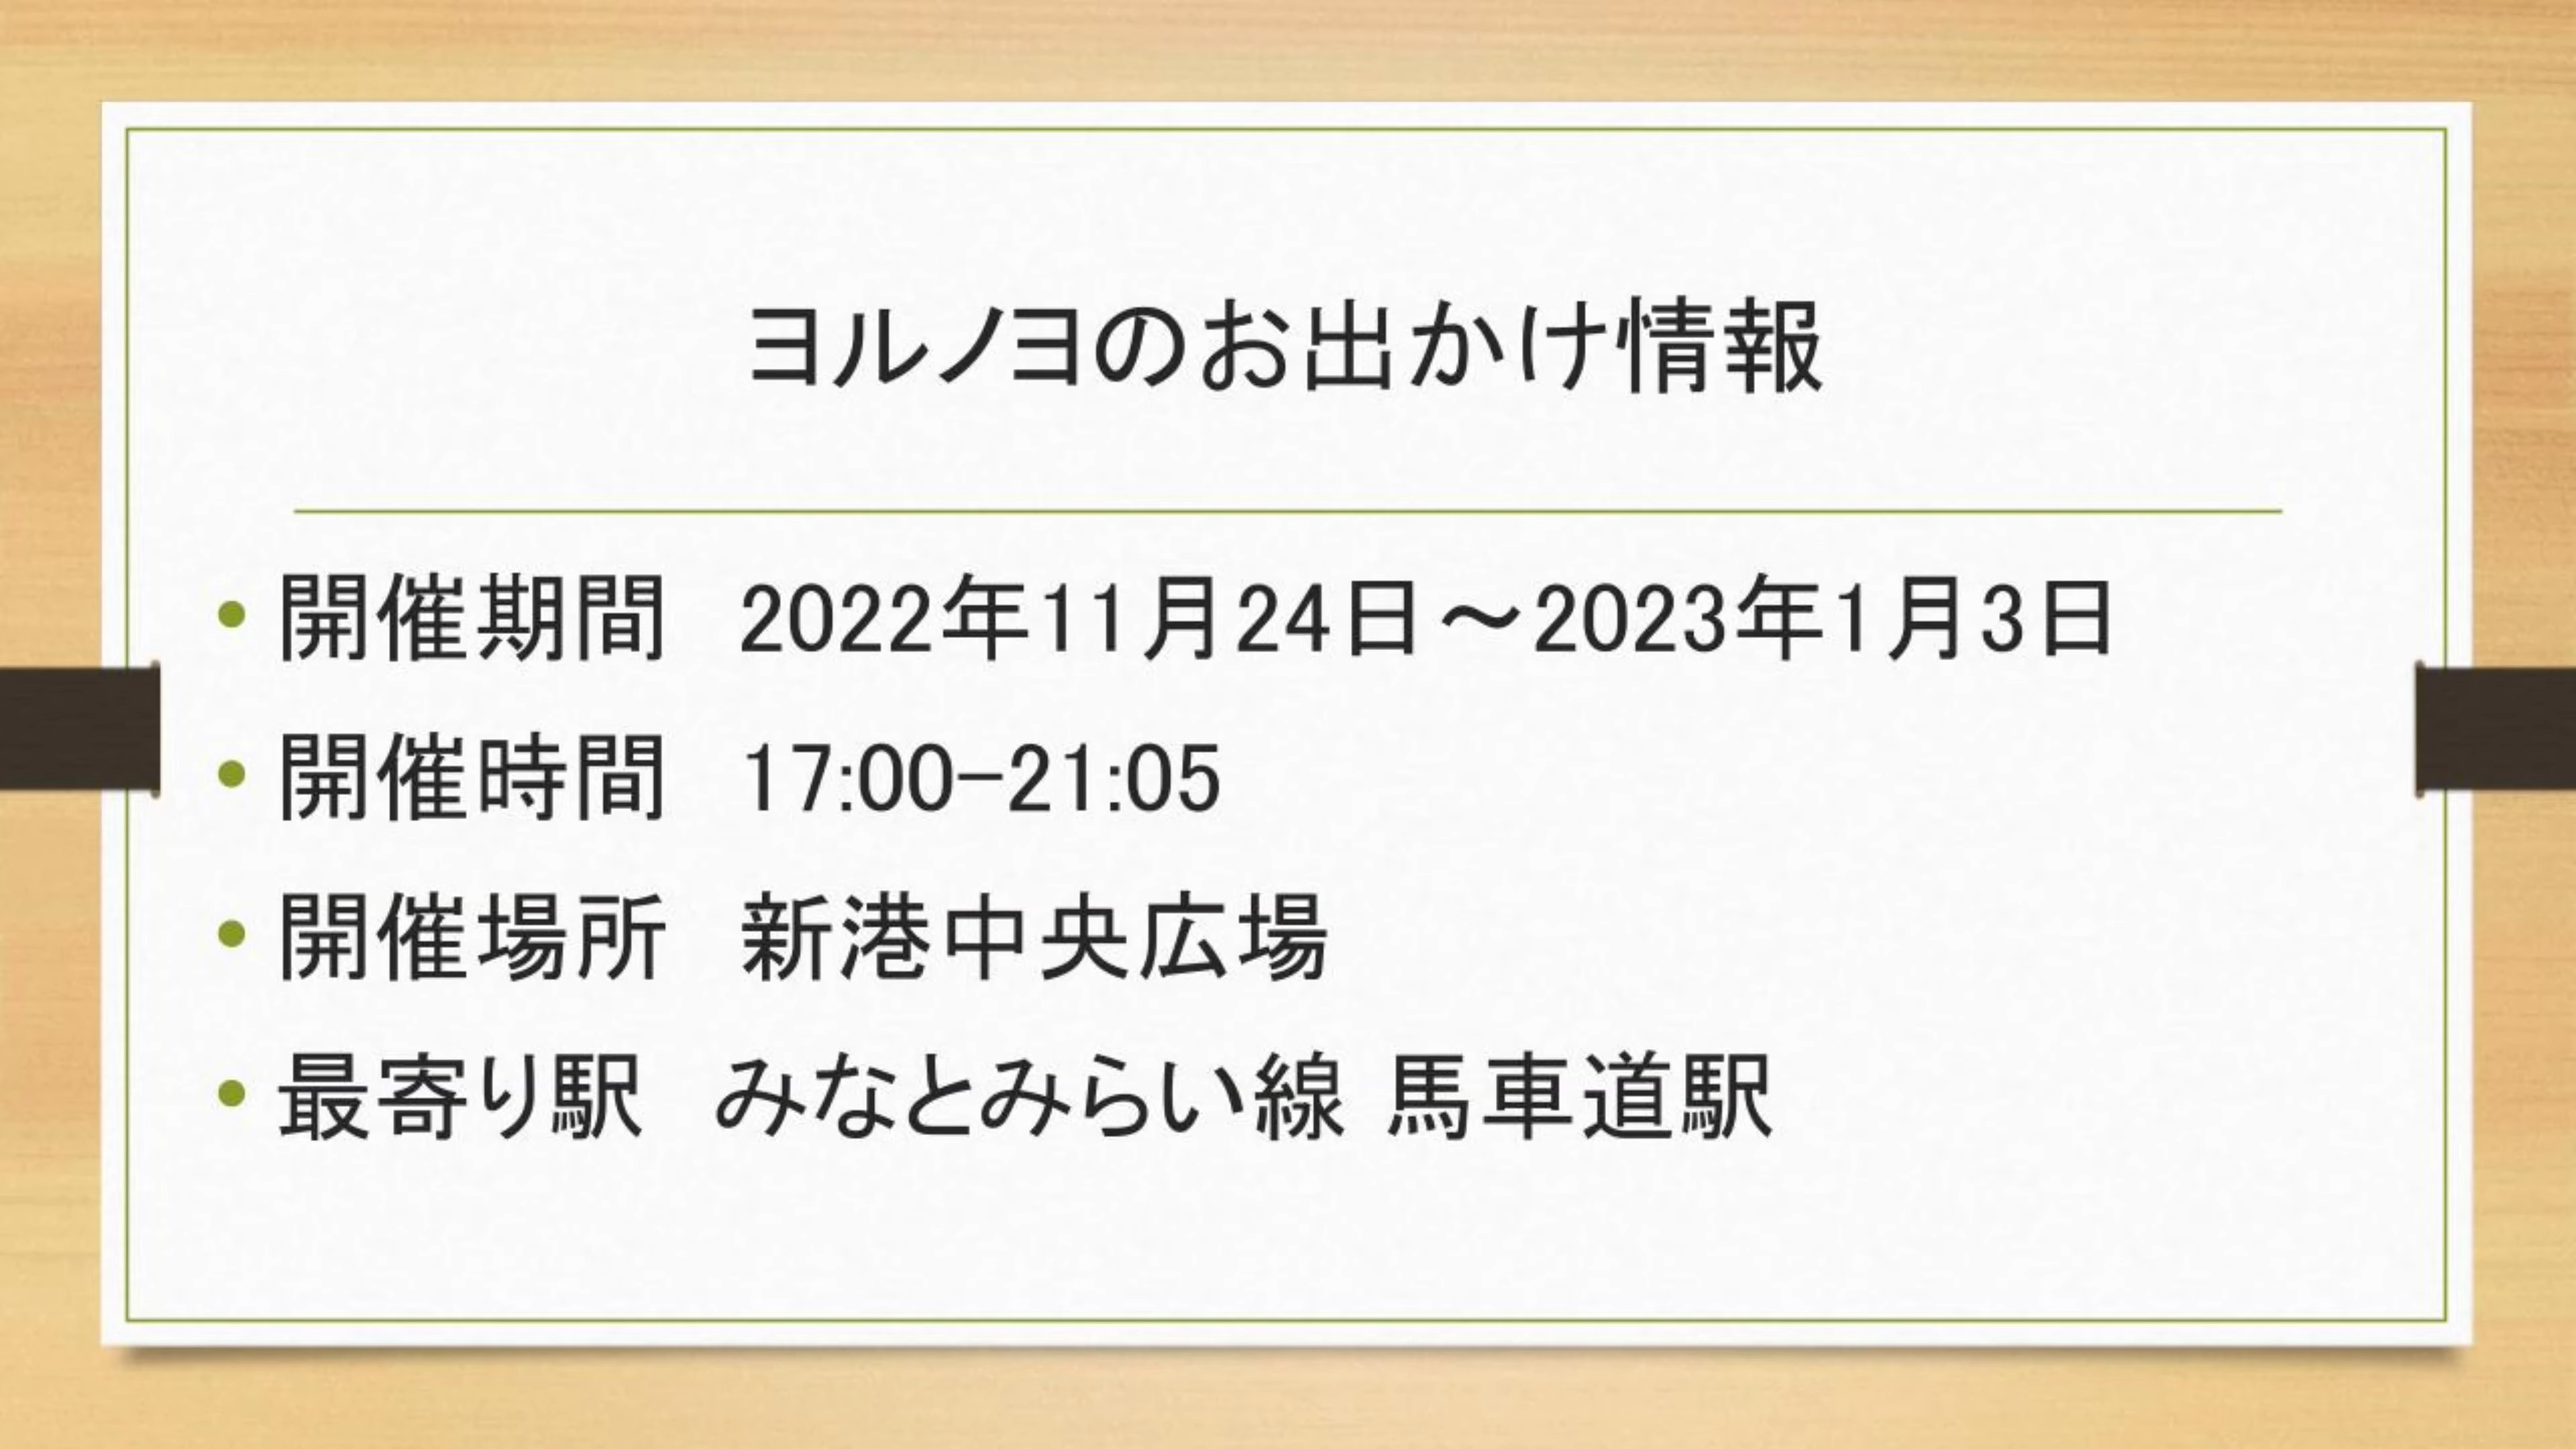 ヨルノヨのお出かけ情報
• 開催期間　2022年11月24日～2023年1月3日
• 開催時間　17:00-21:05
• 開催場所　新港中央広場
• 最寄り駅　みなとみらい線 馬車道駅